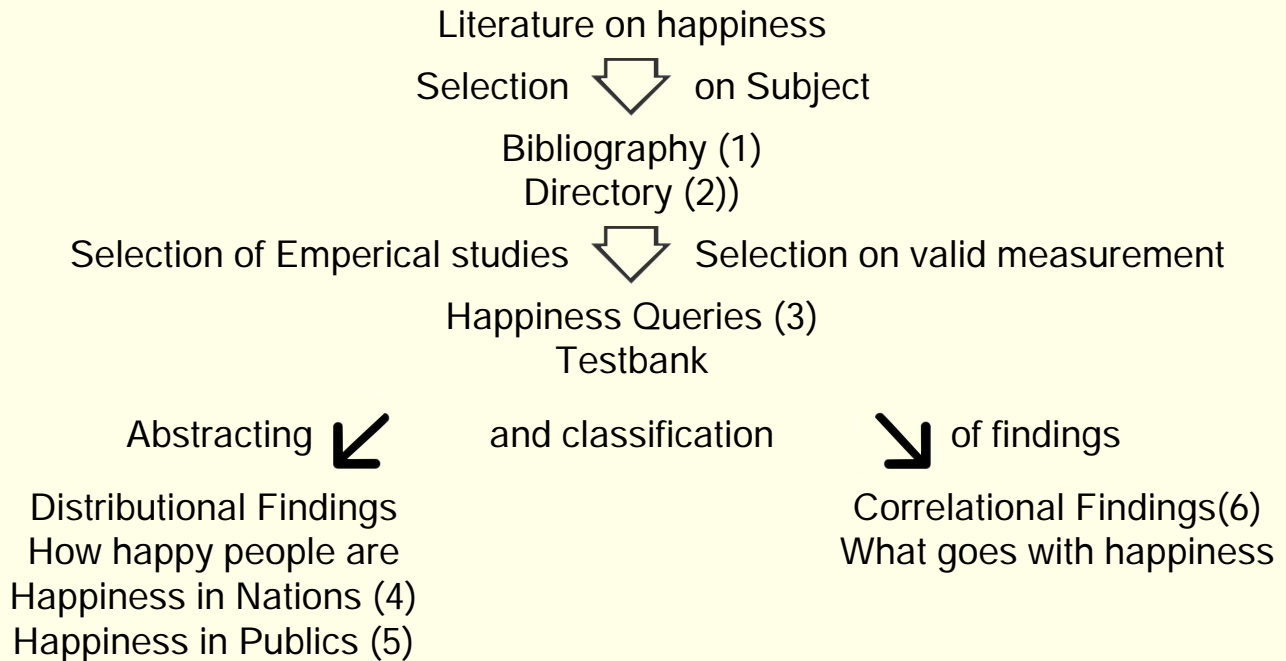 Literature on happiness
Selection on Subject
Bibliography (1)
Directory (2))
Selection of Emperical studies Selection on valid measurement
Happiness Queries (3)
Testbank
Abstracting and classification of findings
Distributional Findings
How happy people are
Happiness in Nations (4)
Happiness in Publics (5)
Correlational Findings(6)
What goes with happiness